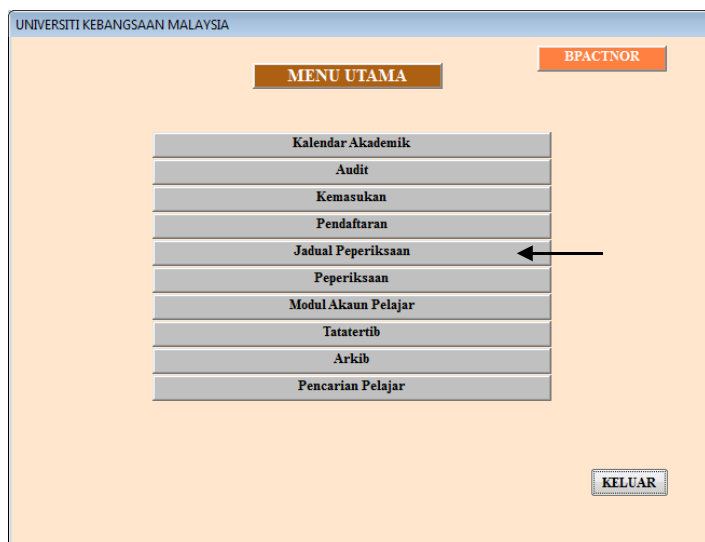 UNIVERSITI KEBANGSAAN MALAYSIA
BPACTNOR
MENU UTAMA
Kalendar Akademik
Audit
Kemasukan
Pendaftaran
Jadual Peperiksaan
Peperiksaan
Modul Akaun Pelajar
Tatatertib
Arkib
Pencarian Pelajar
KELUAR